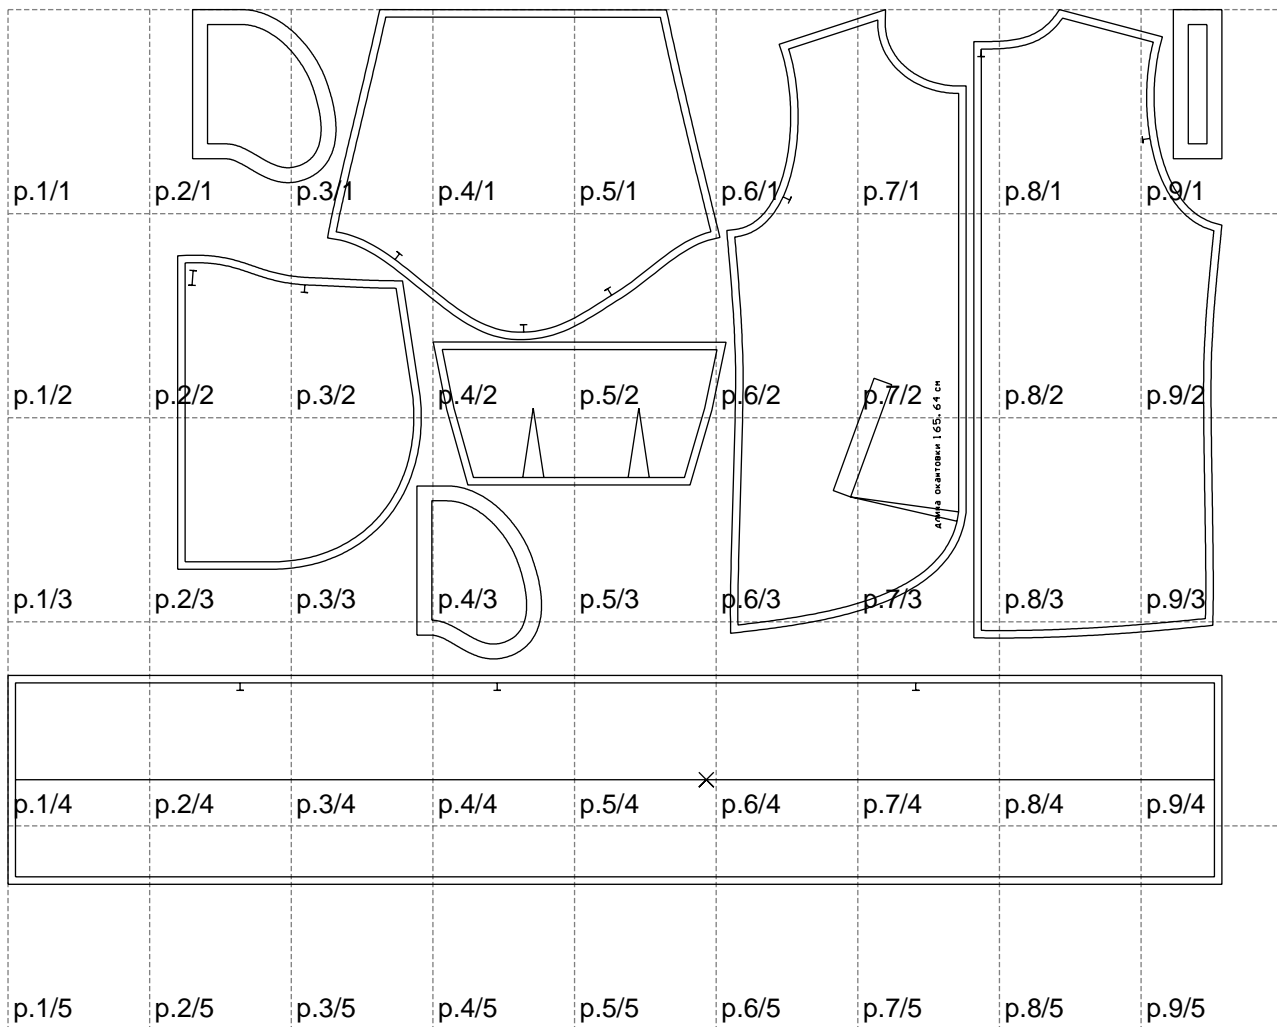 p.1/1 p.2/1 p.3/1 p.4/1 p.5/1 p.6/1 p.7/1 p.8/1 p.9/1
p.1/2 p.2/2 p.3/2 p.4/2 p.5/2 p.6/2 p.7/2 p.8/2 p.9/2
Длина окантовки 165.64 см
p.1/3 p.2/3 p.3/3 p.4/3 p.5/3 p.6/3 p.7/3 p.8/3 p.9/3
p.1/4 p.2/4 p.3/4 p.4/4 p.5/4 p.6/4 p.7/4 p.8/4 p.9/4
p.1/5 p.2/5 p.3/5 p.4/5 p.5/5 p.6/5 p.7/5 p.8/5 p.9/5